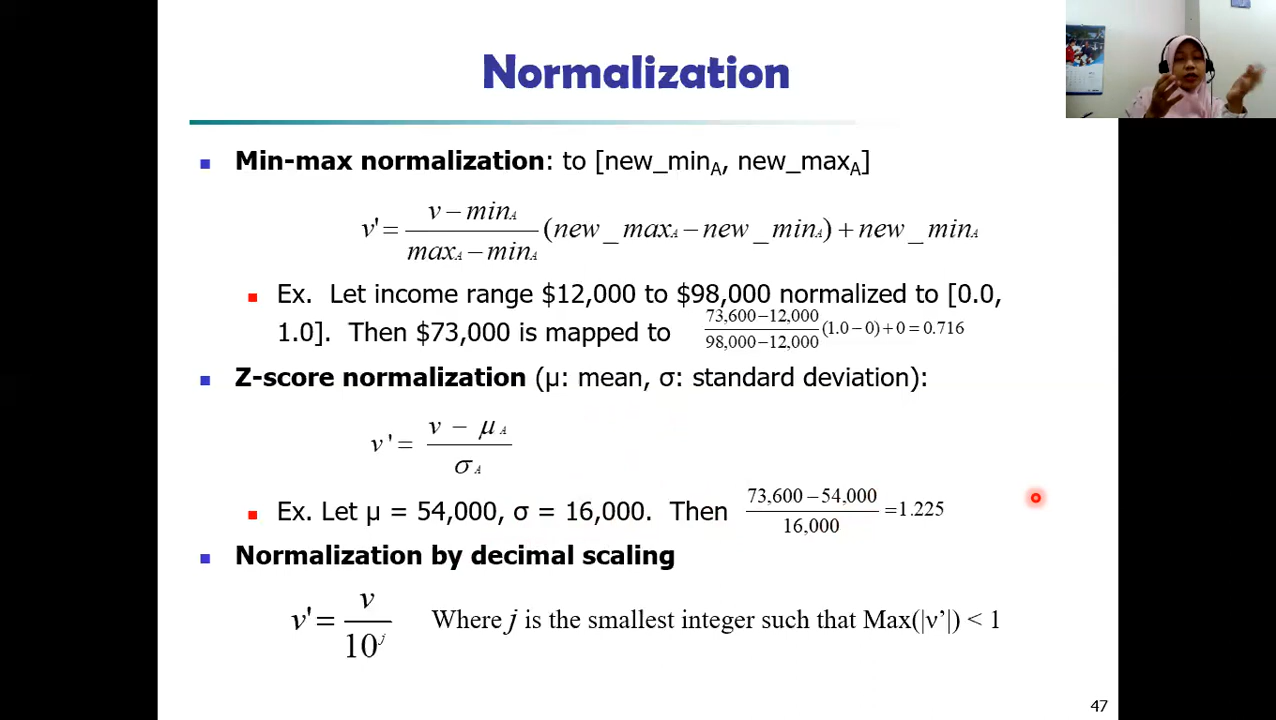 Normalization
Min-max normalization: to [new_minA, new_maxA]
v' = v − minA / maxA − minA (new_maxA − new_minA) + new_minA
Ex. Let income range $12,000 to $98,000 normalized to [0.0,
1.0]. Then $73,000 is mapped to 73,600 − 12,000 / 98,000 − 12,000 (1.0 − 0) + 0 = 0.716
Z-score normalization (μ: mean, σ: standard deviation):
v' = v − μA / σA
Ex. Let μ = 54,000, σ = 16,000. Then 73,600 − 54,000 / 16,000 = 1.225
Normalization by decimal scaling
v' = v / 10^j Where j is the smallest integer such that Max(|ν’|) < 1
47